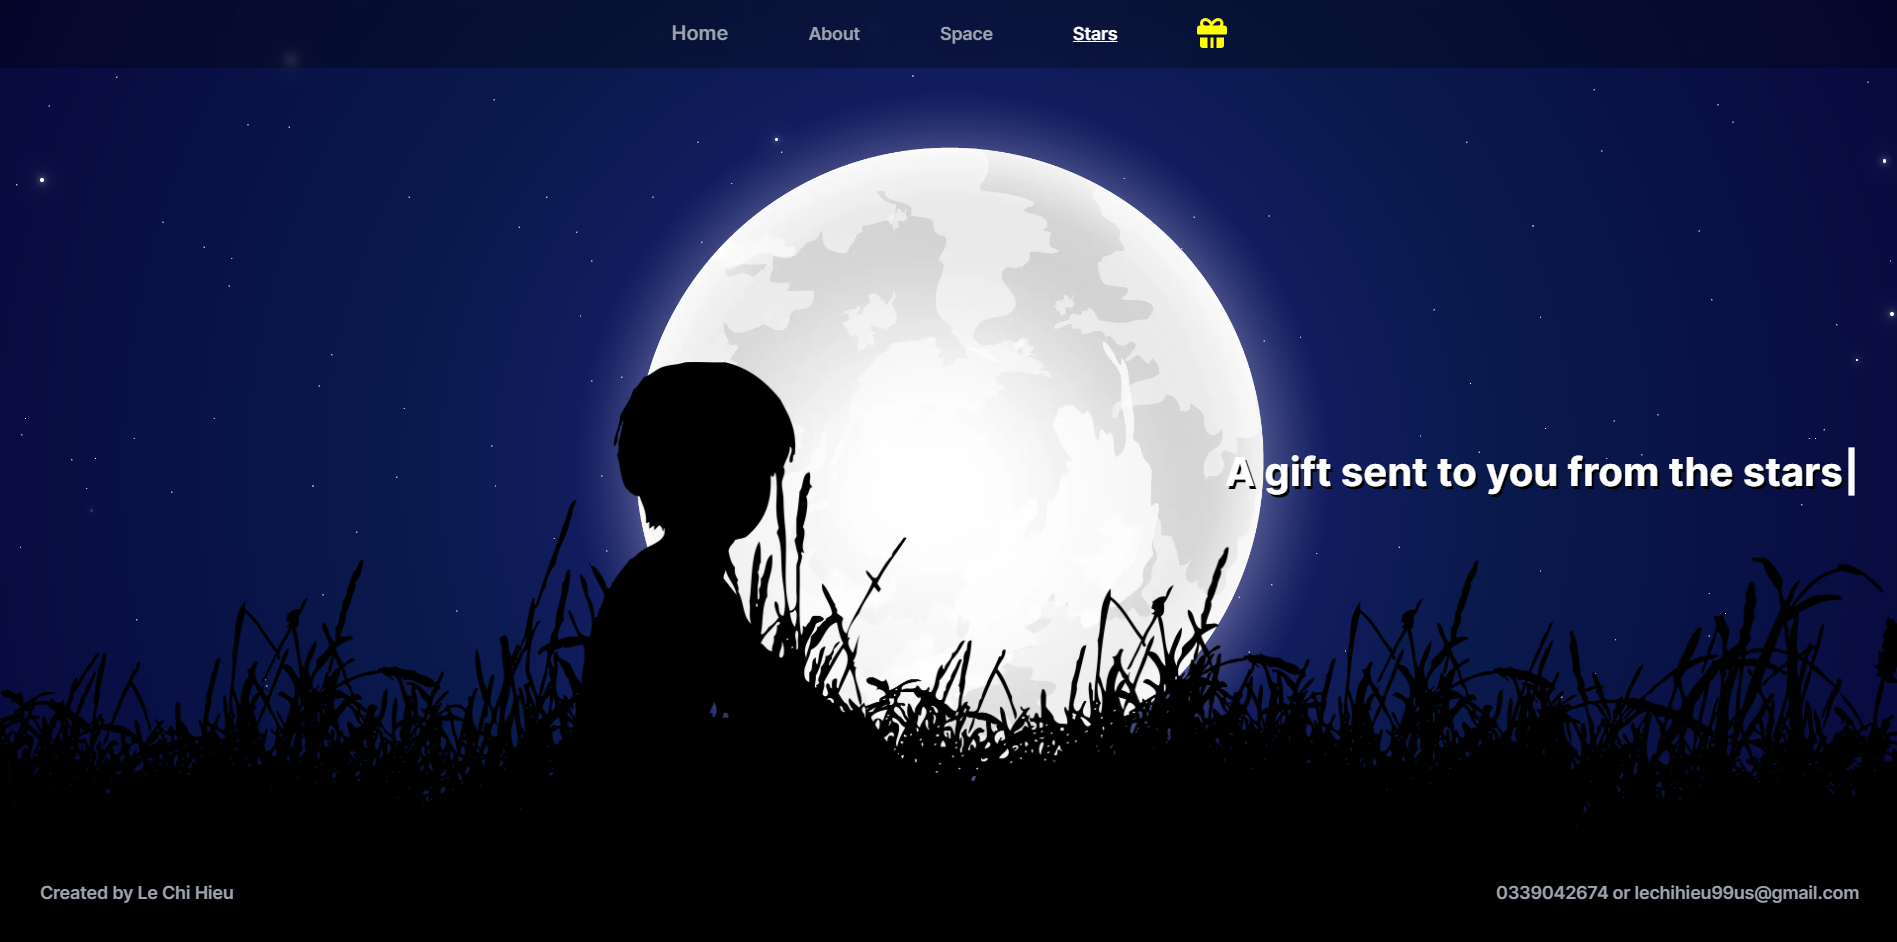 Home About Space Stars
A gift sent to you from the stars|
Created by Le Chi Hieu
0339042674 or lechihieu99us@gmail.com